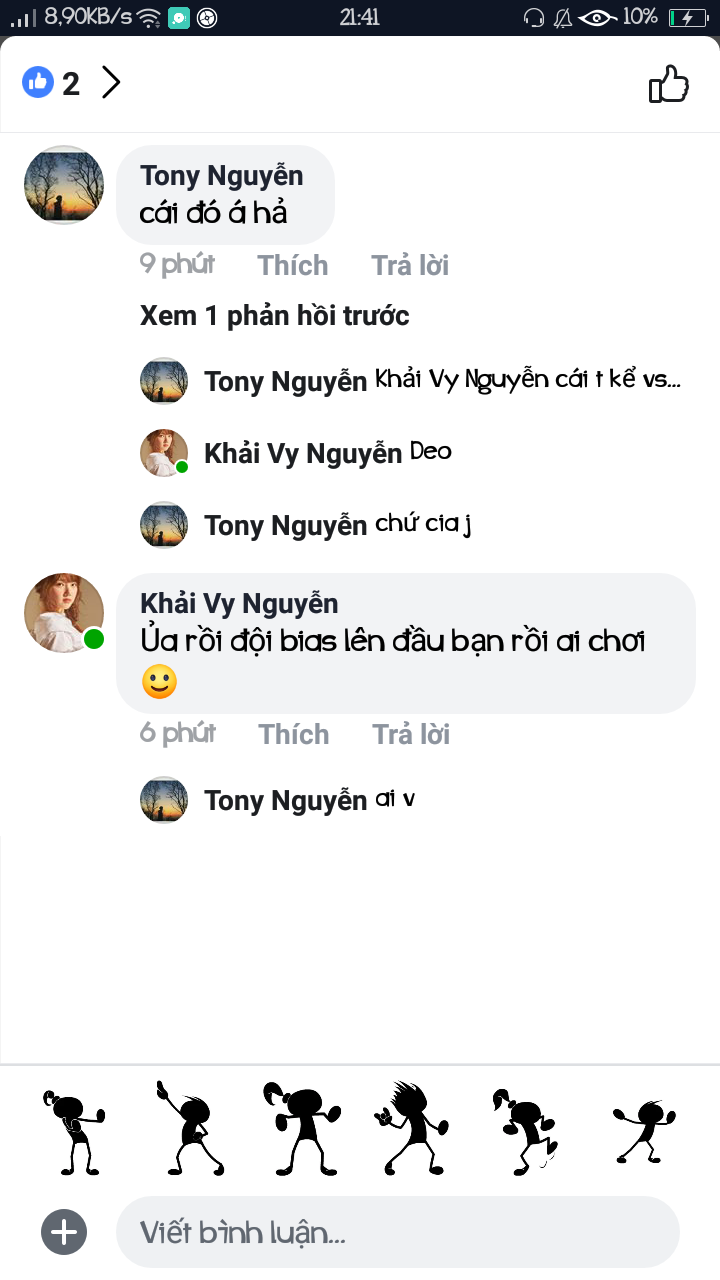 8,90KB/s 21:41 10%
2
Tony Nguyễn
cái đó á hả
9 phút Thích Trả lời
Xem 1 phản hồi trước
Tony Nguyễn Khải Vy Nguyễn cái t kể vs...
Khải Vy Nguyễn Deo
Tony Nguyễn chứ cia j
Khải Vy Nguyễn
Ủa rồi đội bias lên đầu bạn rồi ai chơi
6 phút Thích Trả lời
Tony Nguyễn ai v
Viết bình luận...